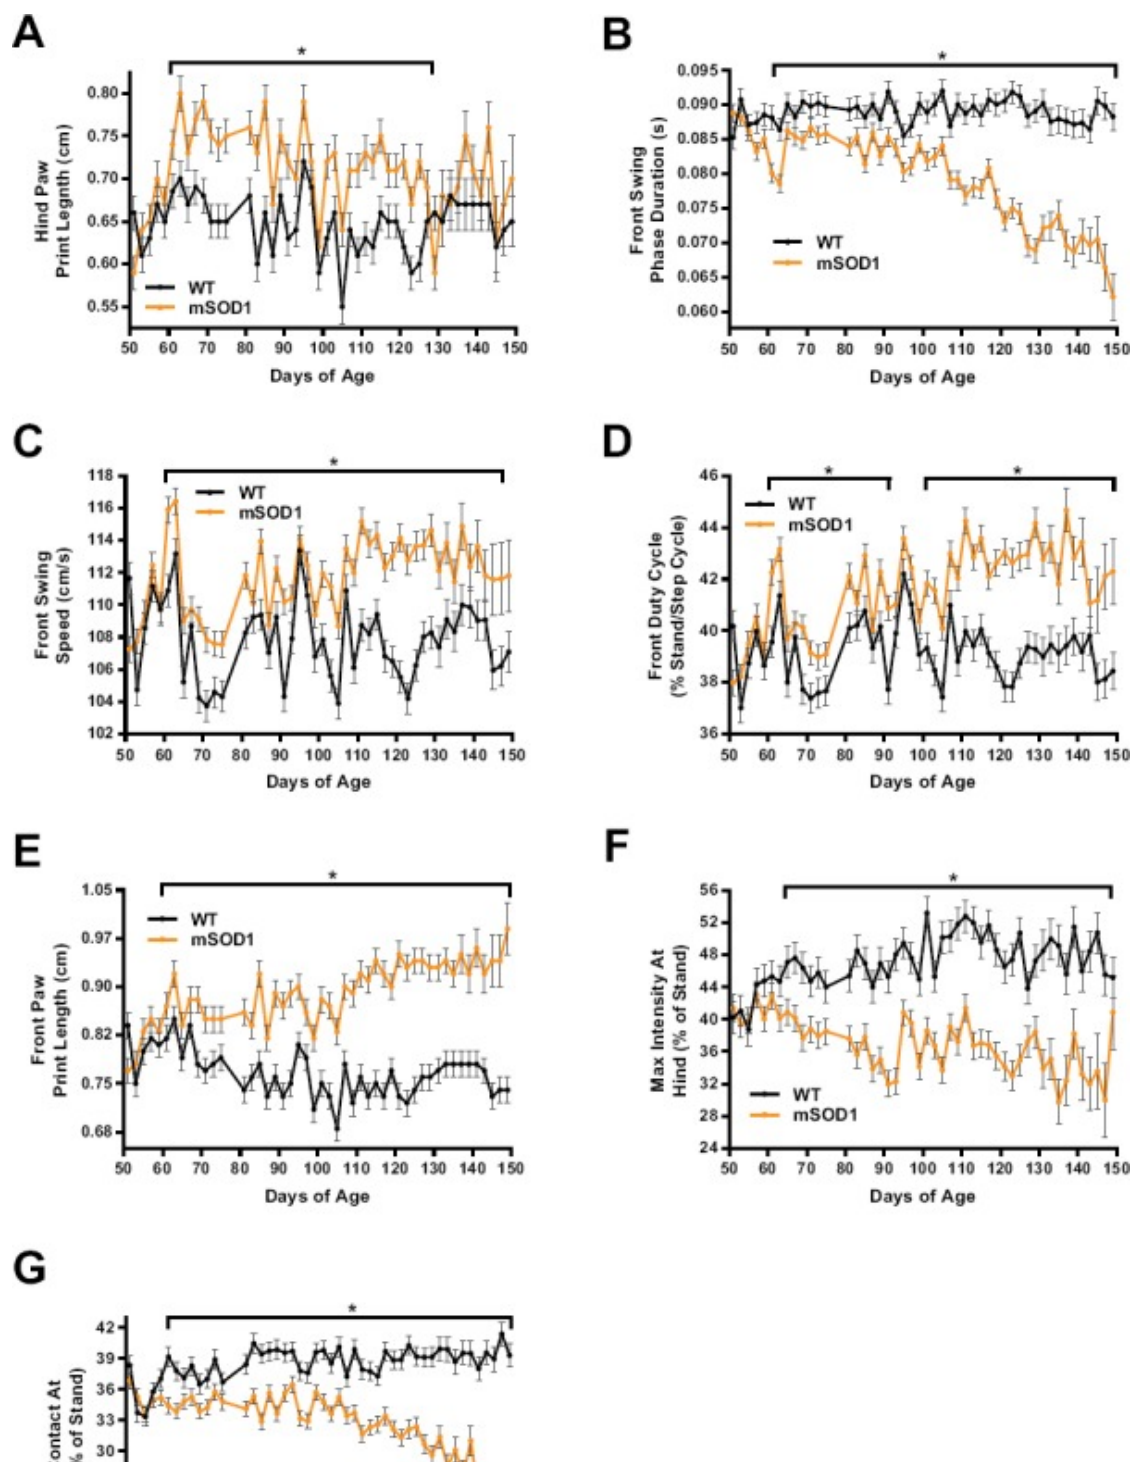 A
*
0.80
0.75
0.70
0.65
0.60
0.55
Hind Paw
Print Legnth (cm)
WT
mSOD1
50 60 70 80 90 100 110 120 130 140 150
Days of Age
B
*
0.095
0.090
0.085
0.080
0.075
0.070
0.065
0.060
Front Swing
Phase Duration (s)
WT
mSOD1
50 60 70 80 90 100 110 120 130 140 150
Days of Age
C
*
118
116
114
112
110
108
106
104
102
Front Swing
Speed (cm/s)
WT
mSOD1
50 60 70 80 90 100 110 120 130 140 150
Days of Age
D
* *
46
44
42
40
38
36
Front Duty Cycle
(% Stand/Step Cycle)
WT
mSOD1
50 60 70 80 90 100 110 120 130 140 150
Days of Age
E
*
1.05
0.97
0.90
0.82
0.75
0.68
Front Paw
Print Length (cm)
WT
mSOD1
50 60 70 80 90 100 110 120 130 140 150
Days of Age
F
*
56
52
48
44
40
36
32
28
24
Max Intensity At
Hind (% of Stand)
WT
mSOD1
50 60 70 80 90 100 110 120 130 140 150
Days of Age
G
*
42
39
36
33
30
ontact At
of Stand)